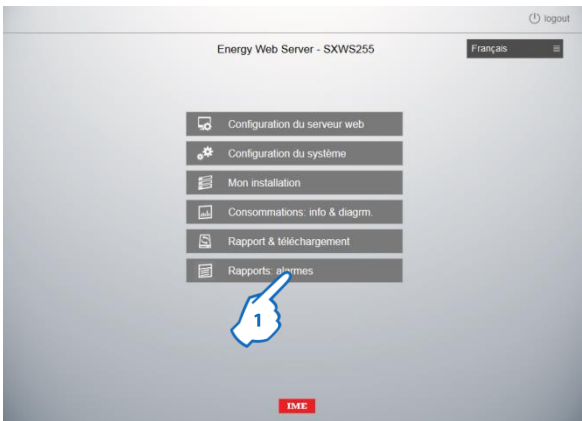 logout
Energy Web Server - SXWS255
Français
Configuration du serveur web
Configuration du système
Mon installation
Consommations: info & diagrm.
Rapport & téléchargement
Rapports: alarmes
1
IME